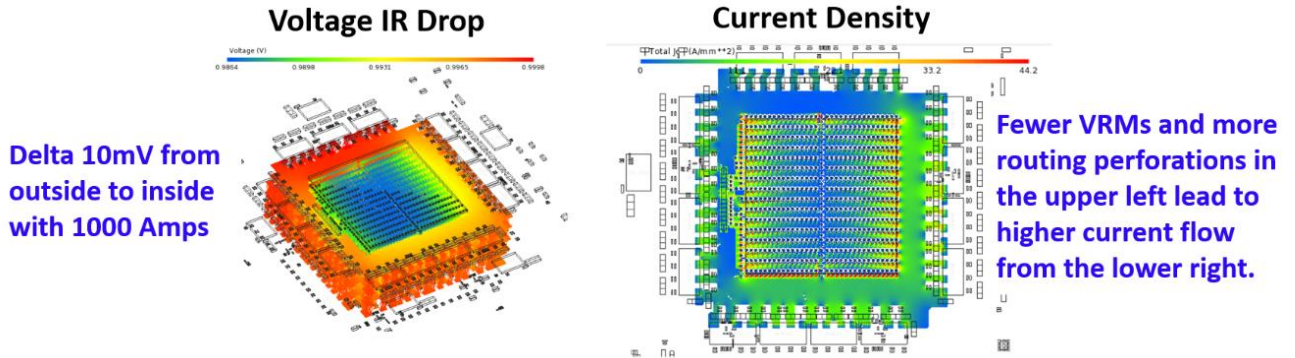 Voltage IR Drop
Voltage (V)
0.9864 0.9898 0.9931 0.9965 0.9998
Delta 10mV from
outside to inside
with 1000 Amps
Current Density
(A/mm**2)
0 33.2 44.2
Fewer VRMs and more
routing perforations in
the upper left lead to
higher current flow
from the lower right.